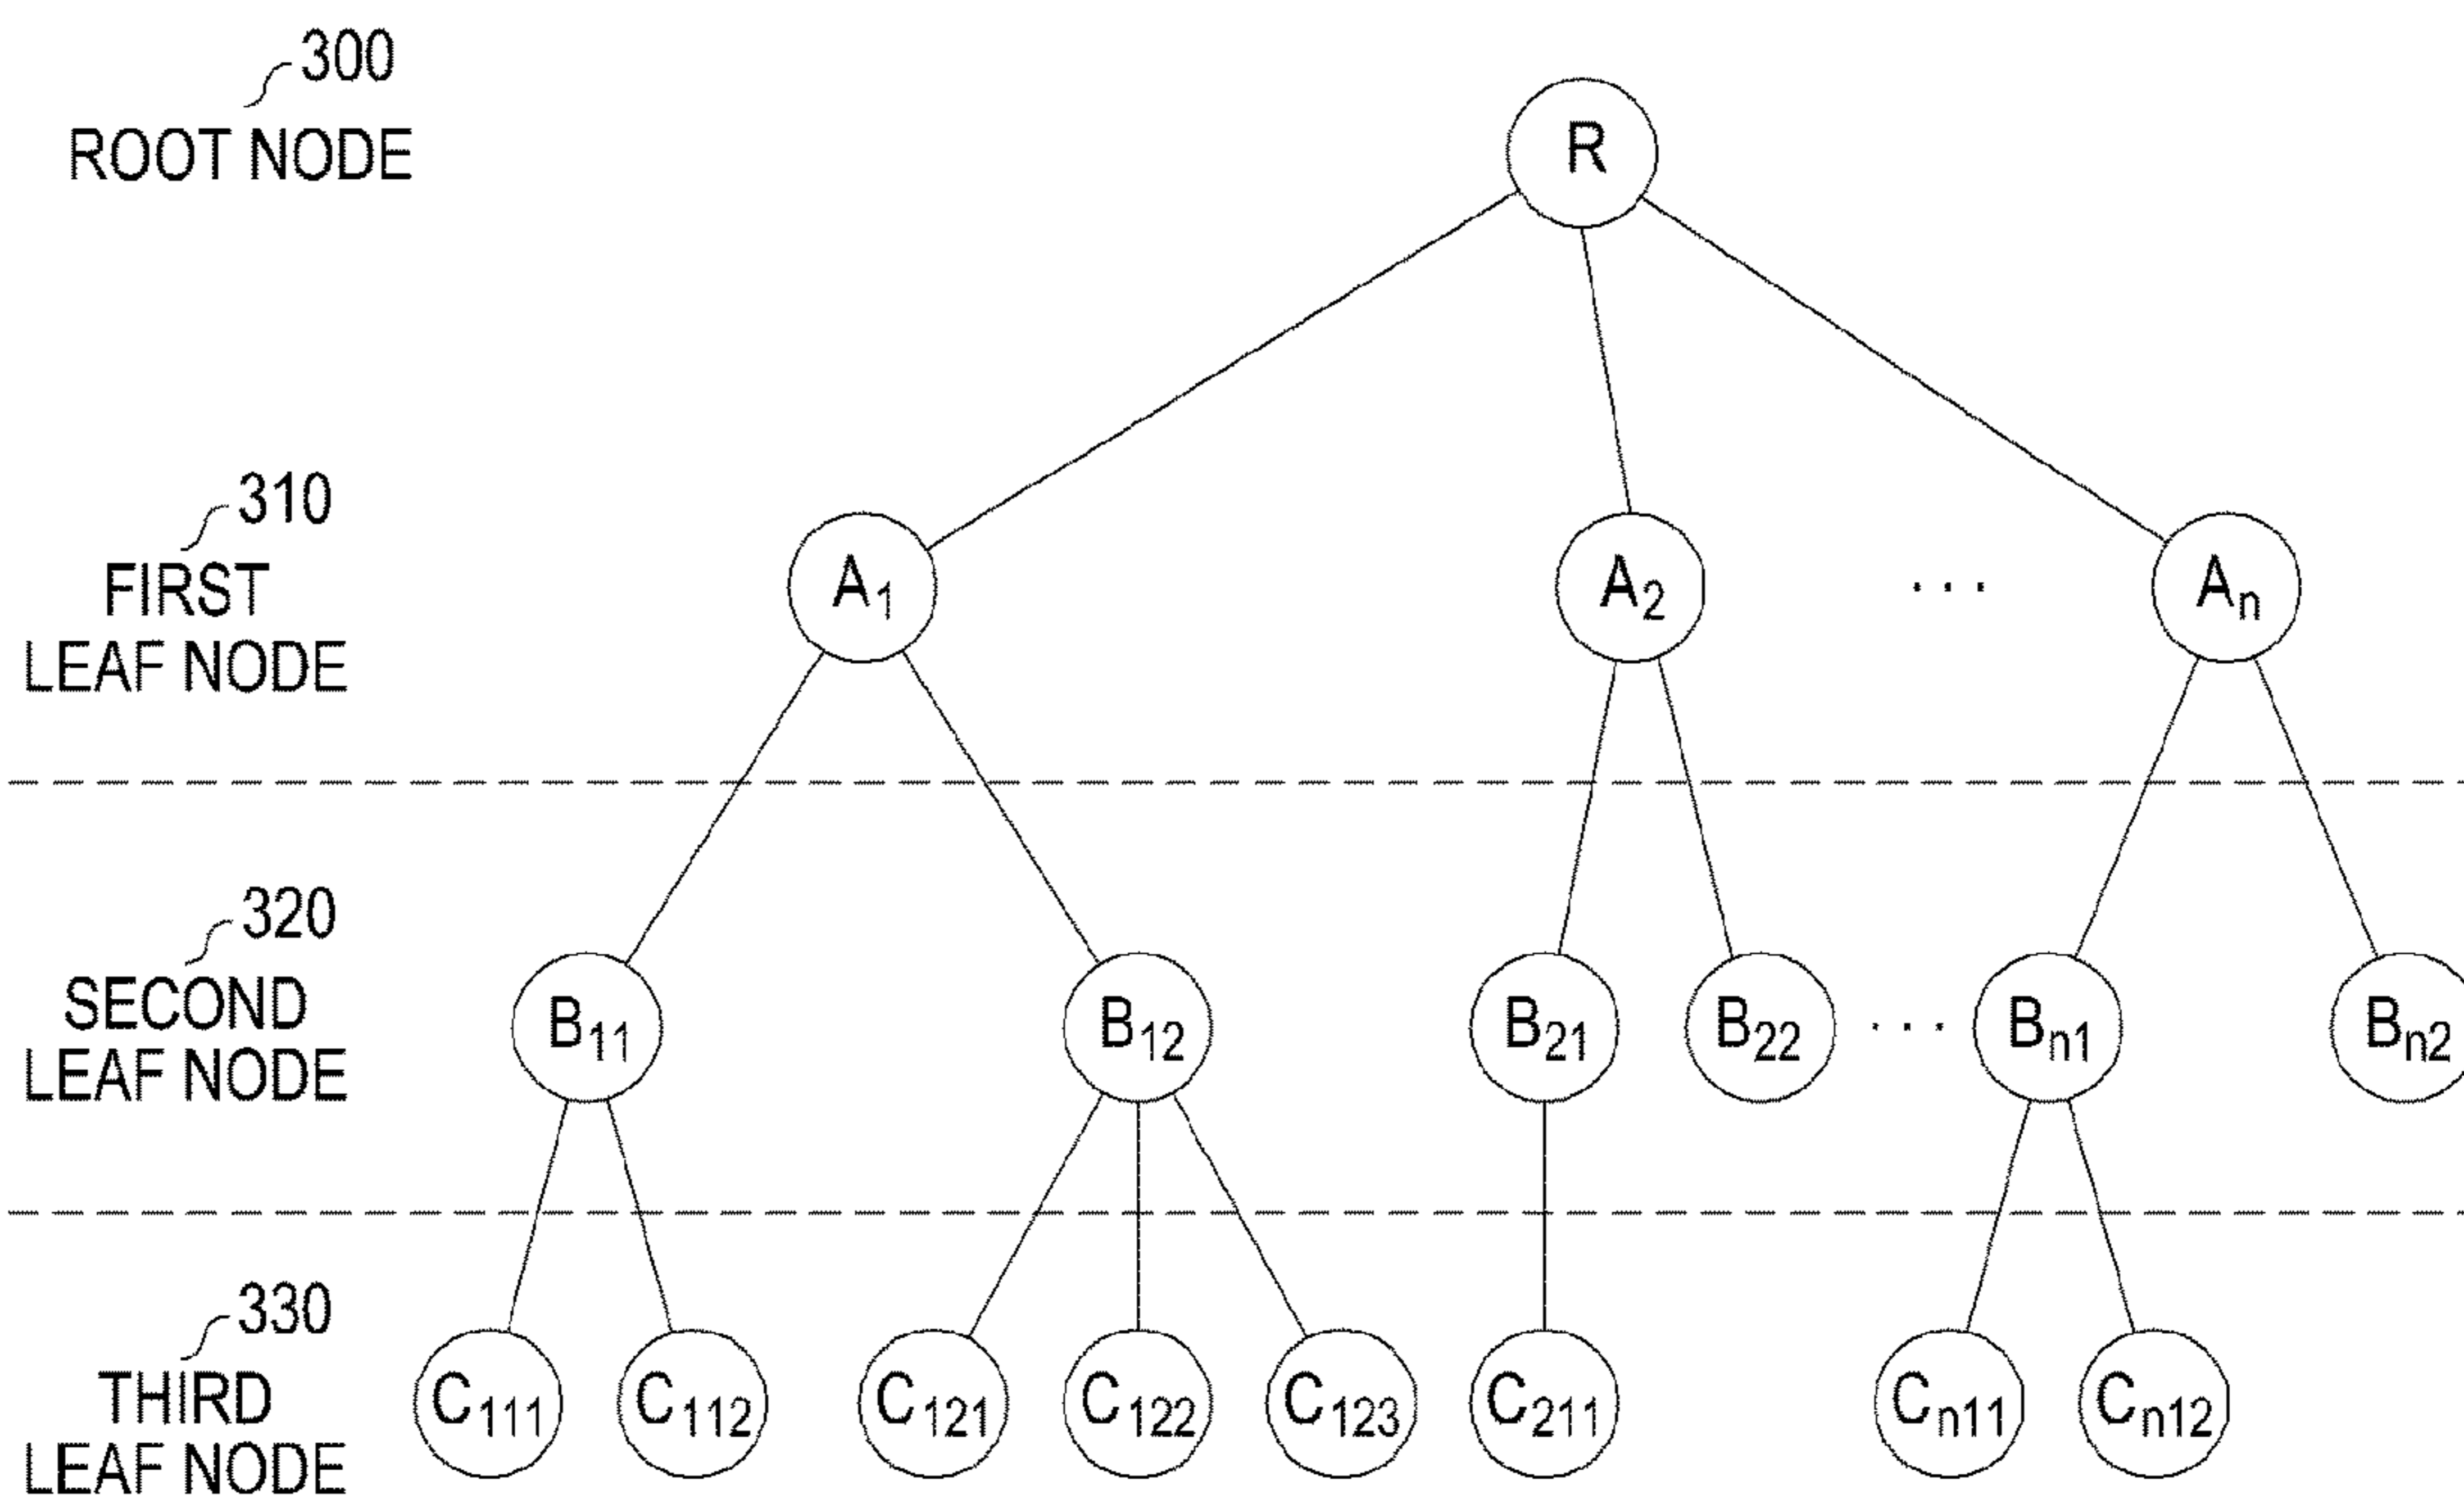 300
ROOT NODE
R
310
FIRST
LEAF NODE
A₁ A₂ ... Aₙ
320
SECOND
LEAF NODE
B₁₁ B₁₂ B₂₁ B₂₂ ... Bₙ₁ Bₙ₂
330
THIRD
LEAF NODE
C₁₁₁ C₁₁₂ C₁₂₁ C₁₂₂ C₁₂₃ C₂₁₁ Cₙ₁₁ Cₙ₁₂